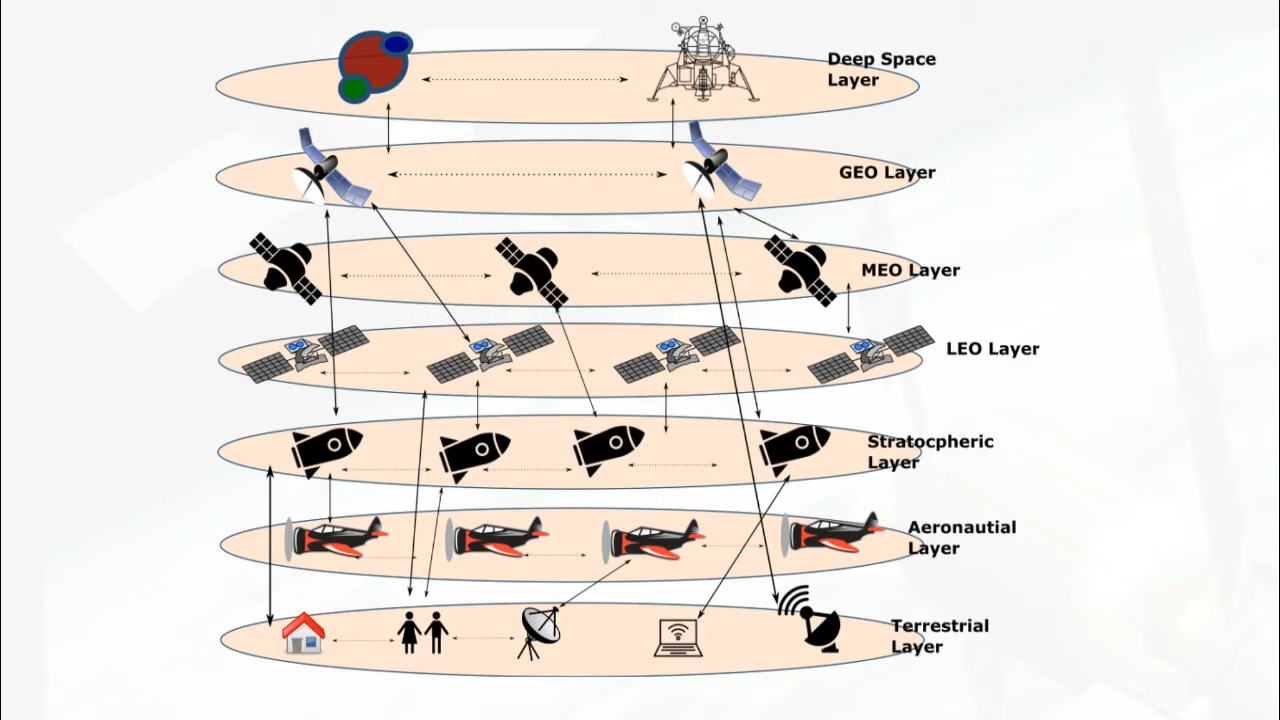 Deep Space
Layer
GEO Layer
MEO Layer
LEO Layer
Stratocpheric
Layer
Aeronautial
Layer
Terrestrial
Layer